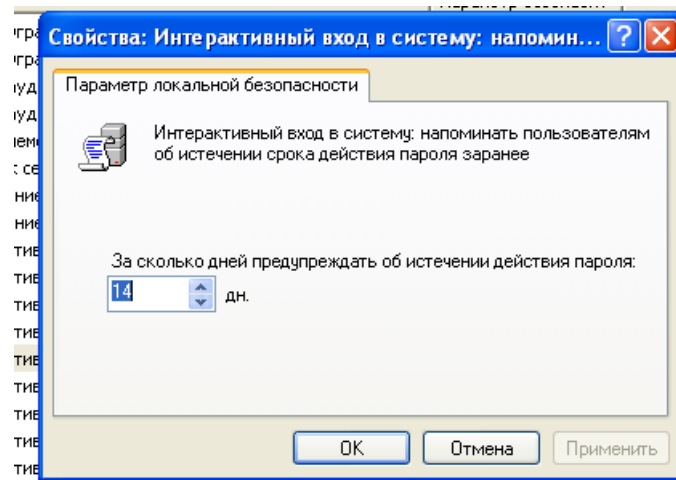 Свойства: Интерактивный вход в систему: напомин...
Параметр локальной безопасности
Интерактивный вход в систему: напоминать пользователям
об истечении срока действия пароля заранее
За сколько дней предупреждать об истечении действия пароля:
14 дн.
OK Отмена Применить